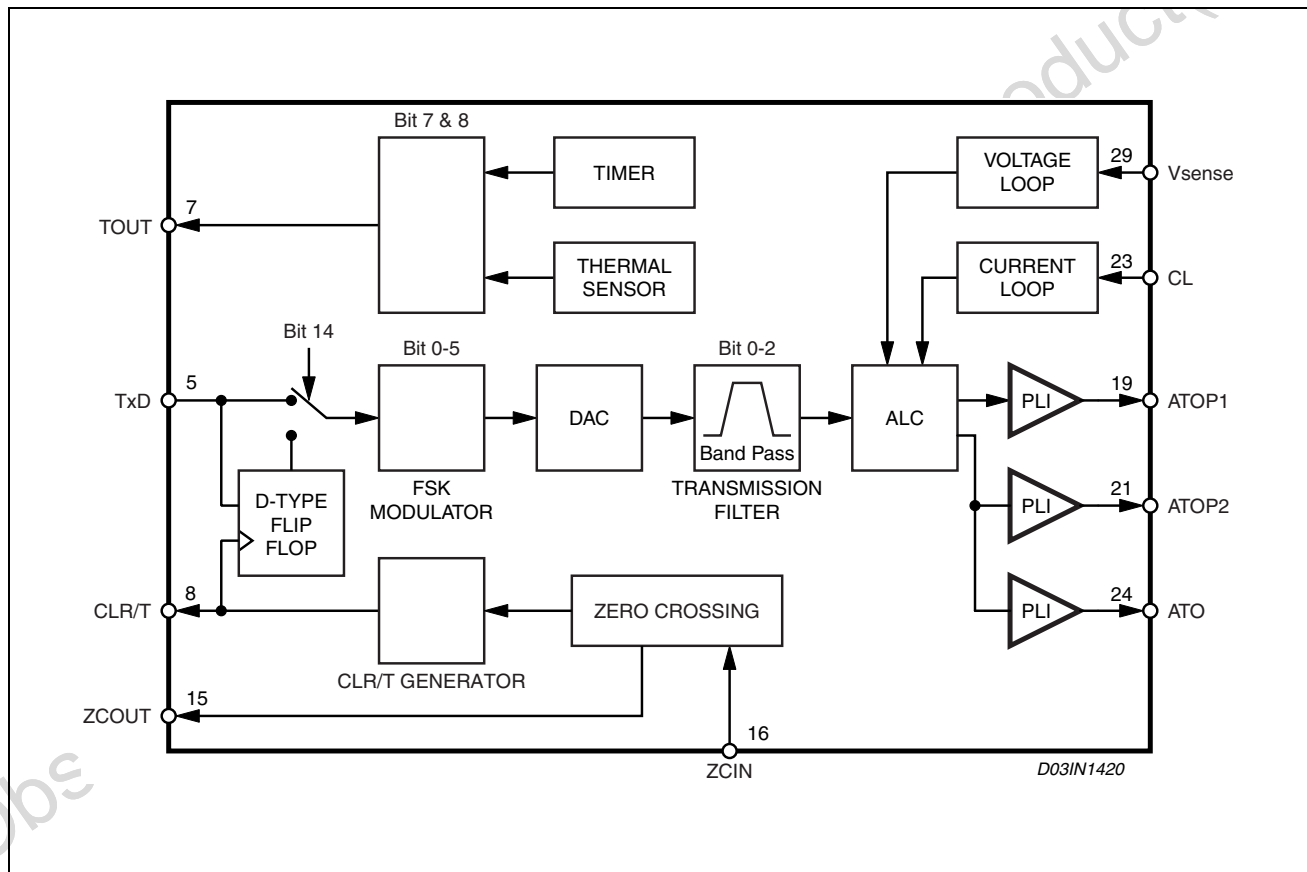 Bit 7 & 8
TIMER
VOLTAGE
LOOP
29
Vsense
7
TOUT
THERMAL
SENSOR
CURRENT
LOOP
23
CL
Bit 14
Bit 0-5
Bit 0-2
5
TxD
DAC
Band Pass
ALC
PLI
19
ATOP1
FSK
MODULATOR
TRANSMISSION
FILTER
D-TYPE
FLIP
FLOP
PLI
21
ATOP2
8
CLR/T
ZERO CROSSING
PLI
24
ATO
CLR/T GENERATOR
15
ZCOUT
16
ZCIN
D03IN1420